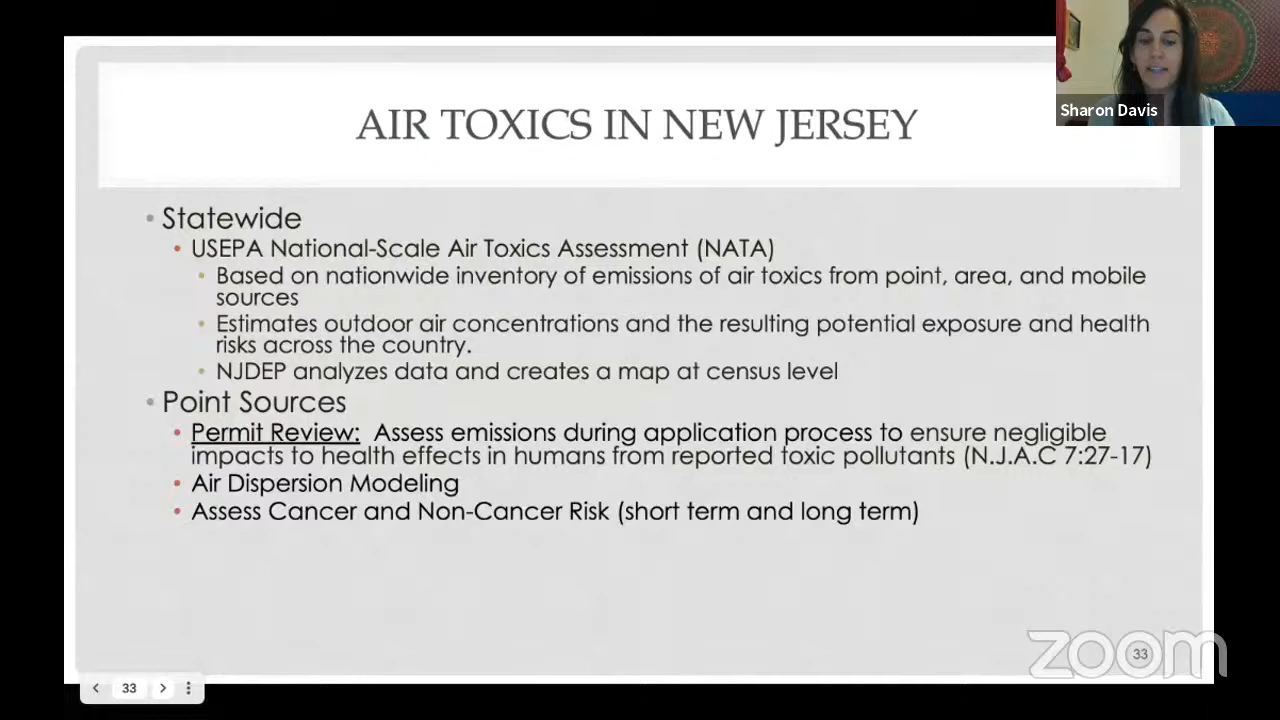 Sharon Davis
AIR TOXICS IN NEW JERSEY
• Statewide
• USEPA National-Scale Air Toxics Assessment (NATA)
• Based on nationwide inventory of emissions of air toxics from point, area, and mobile
sources
• Estimates outdoor air concentrations and the resulting potential exposure and health
risks across the country.
• NJDEP analyzes data and creates a map at census level
• Point Sources
• Permit Review: Assess emissions during application process to ensure negligible
impacts to health effects in humans from reported toxic pollutants (N.J.A.C 7:27-17)
• Air Dispersion Modeling
• Assess Cancer and Non-Cancer Risk (short term and long term)
zoom
33
33